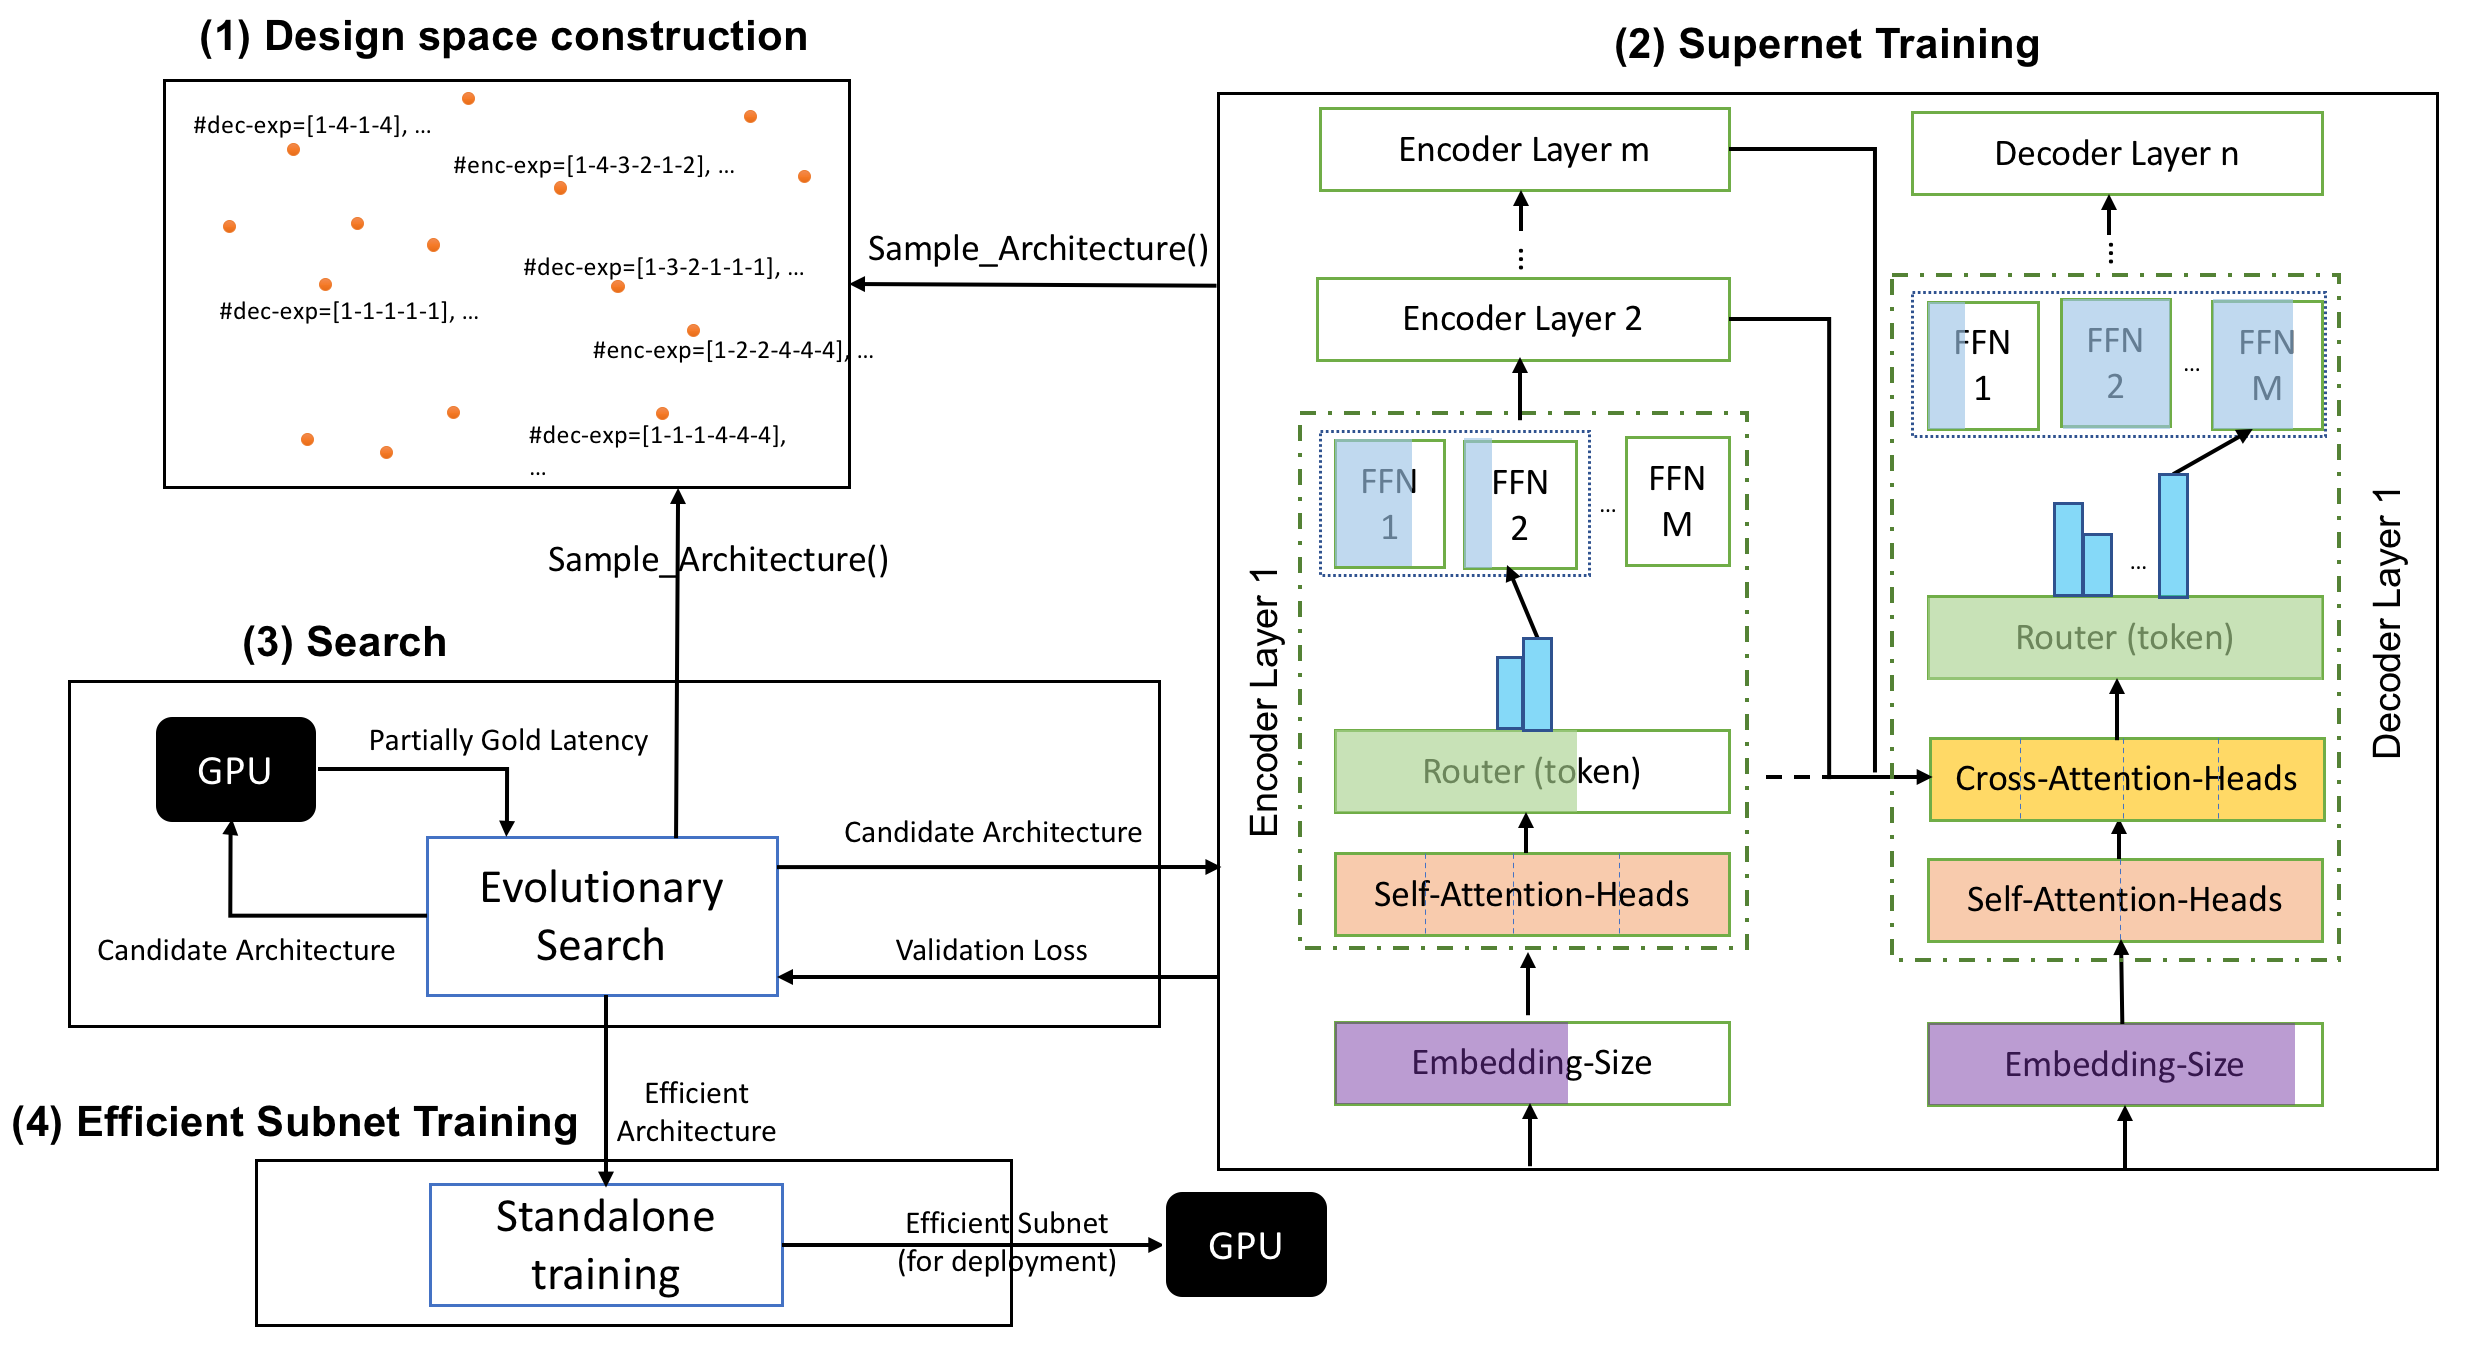 (1) Design space construction
#dec-exp=[1-4-1-4], ...
#enc-exp=[1-4-3-2-1-2], ...
#dec-exp=[1-3-2-1-1-1], ...
#dec-exp=[1-1-1-1-1], ...
#enc-exp=[1-2-2-4-4-4], ...
#dec-exp=[1-1-1-4-4-4],
...
Sample_Architecture()
Sample_Architecture()
(2) Supernet Training
Encoder Layer m
...
Encoder Layer 2
FFN
1
FFN
2
...
FFN
M
Encoder Layer 1
Router (token)
Self-Attention-Heads
Embedding-Size
Decoder Layer n
...
FFN
1
FFN
2
...
FFN
M
...
Decoder Layer 1
Router (token)
Cross-Attention-Heads
Self-Attention-Heads
Embedding-Size
(3) Search
GPU
Partially Gold Latency
Evolutionary
Search
Candidate Architecture
Candidate Architecture
Validation Loss
Efficient
Architecture
(4) Efficient Subnet Training
Standalone
training
Efficient Subnet
(for deployment)
GPU